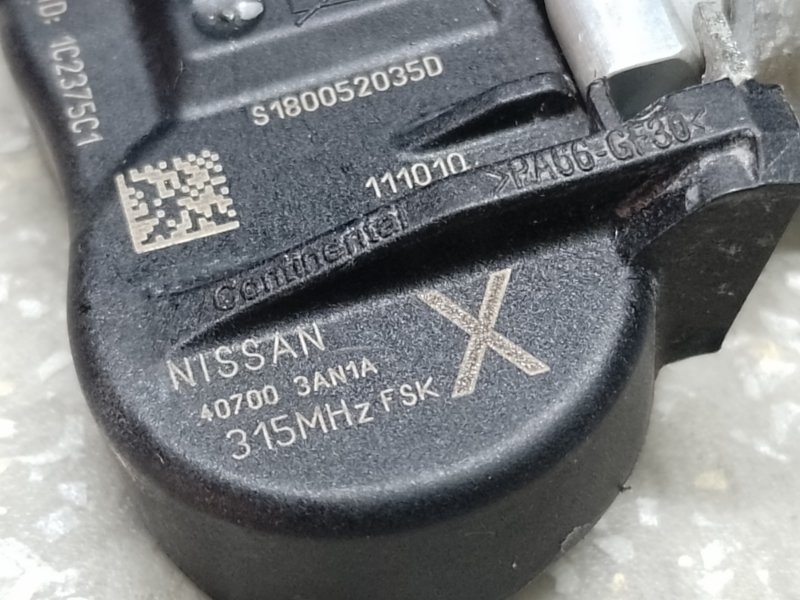 1C2375C1
S180052035D
111010
>PA66-GF30<
Continental
X
NISSAN
40700 3AN1A
315MHz FSK